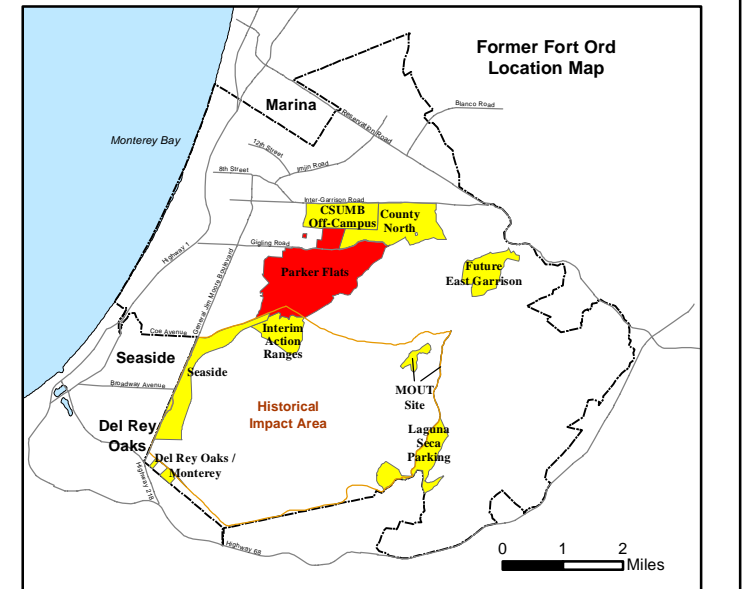 Former Fort Ord
Location Map
Marina
Blanco Road
Reservation Road
Monterey Bay
12th Street
8th Street
Imjin Road
Inter-Garrison Road
CSUMB
Off-Campus
County
North
Gigling Road
Highway 1
General Jim Moore Boulevard
Parker Flats
Future
East Garrison
Coe Avenue
Interim
Action
Ranges
Seaside
Seaside
Broadway Avenue
MOUT
Site
Historical
Impact Area
Del Rey
Oaks
Laguna
Seca
Parking
Del Rey Oaks /
Monterey
Highway 218
Highway 68
0 1 2
Miles